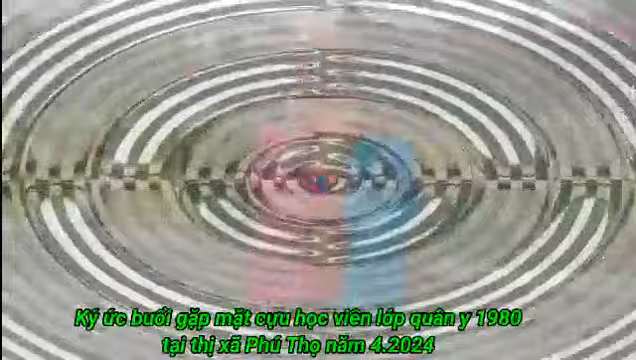 Ký ức buổi gặp mặt cựu học viên lớp quân y 1980
tại thị xã Phú Thọ năm 4.2024